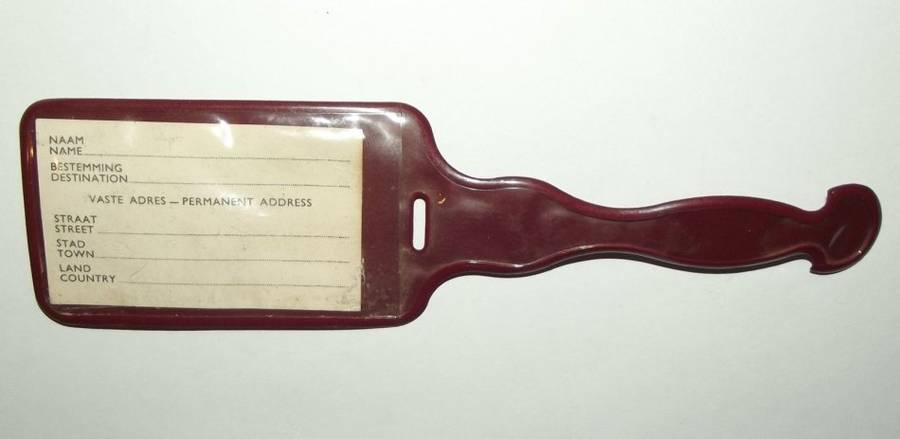 NAAM
NAME
BESTEMMING
DESTINATION
VASTE ADRES — PERMANENT ADDRESS
STRAAT
STREET
STAD
TOWN
LAND
COUNTRY